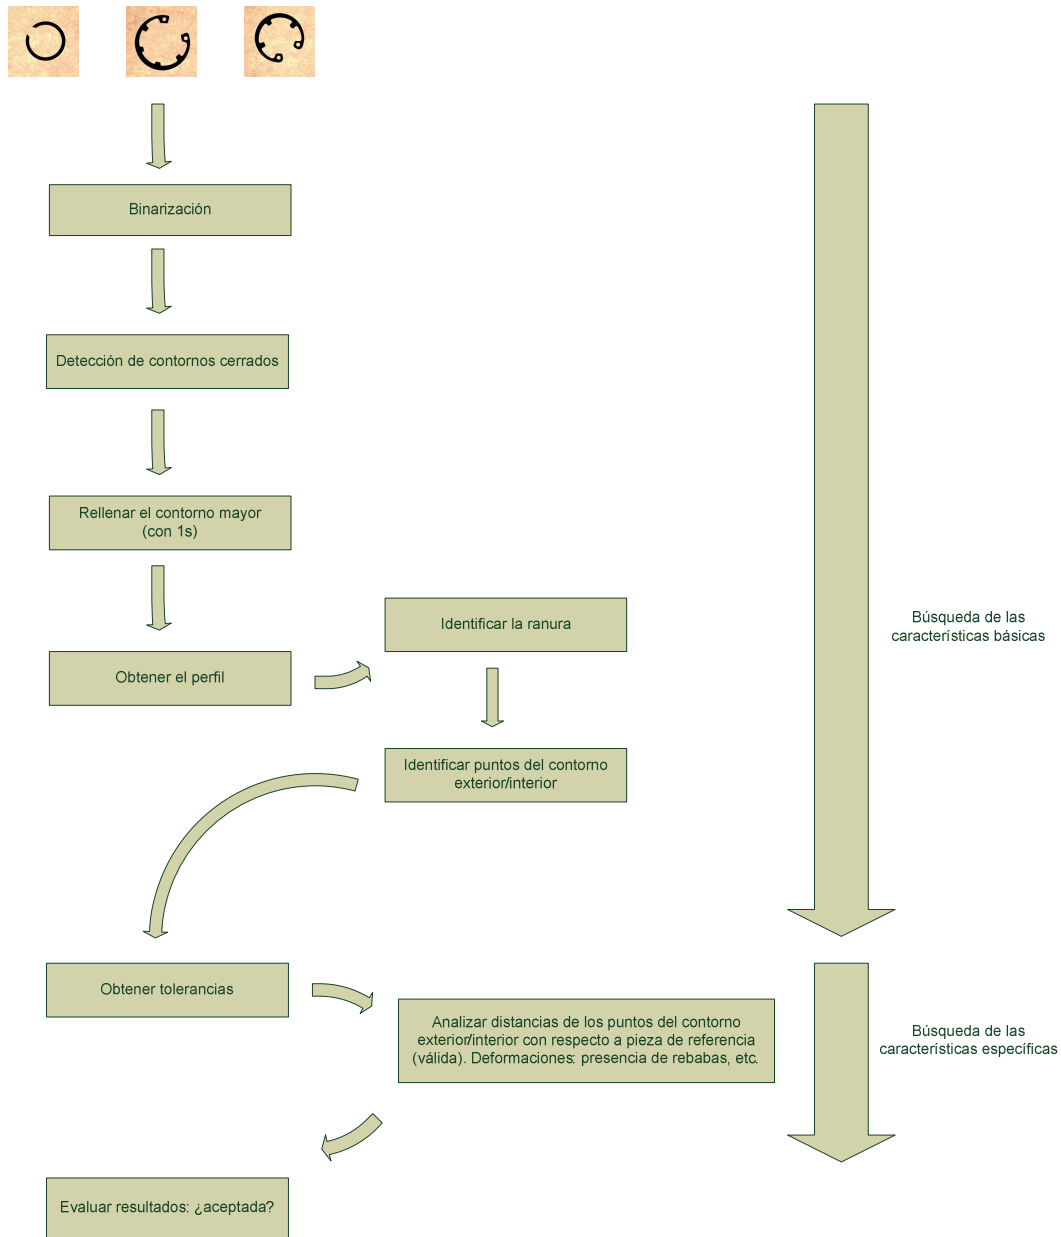 Binarización
Detección de contornos cerrados
Rellenar el contorno mayor
(con 1s)
Obtener el perfil
Identificar la ranura
Identificar puntos del contorno
exterior/interior
Búsqueda de las
características básicas
Obtener tolerancias
Analizar distancias de los puntos del contorno
exterior/interior con respecto a pieza de referencia
(válida). Deformaciones: presencia de rebabas, etc.
Búsqueda de las
características específicas
Evaluar resultados: ¿aceptada?